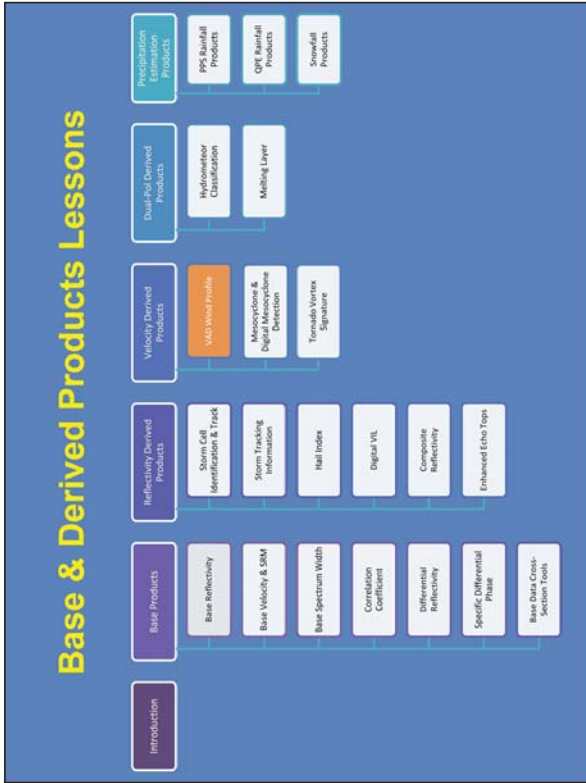 Base & Derived Products Lessons
Introduction
Base Products
Base Reflectivity
Base Velocity & SRM
Base Spectrum Width
Correlation
Coefficient
Differential
Reflectivity
Specific Differential
Phase
Base Data Cross-
Section Tools
Reflectivity Derived
Products
Storm Cell
Identification & Track
Storm Tracking
Information
Hail Index
Digital VIL
Composite
Reflectivity
Enhanced Echo Tops
Velocity Derived
Products
VAD Wind Profile
Mesocyclone &
Digital Mesocyclone
Detection
Tornado Vortex
Signature
Dual-Pol Derived
Products
Hydrometeor
Classification
Melting Layer
Precipitation
Estimation
Products
PPS Rainfall
Products
QPE Rainfall
Products
Snowfall
Products